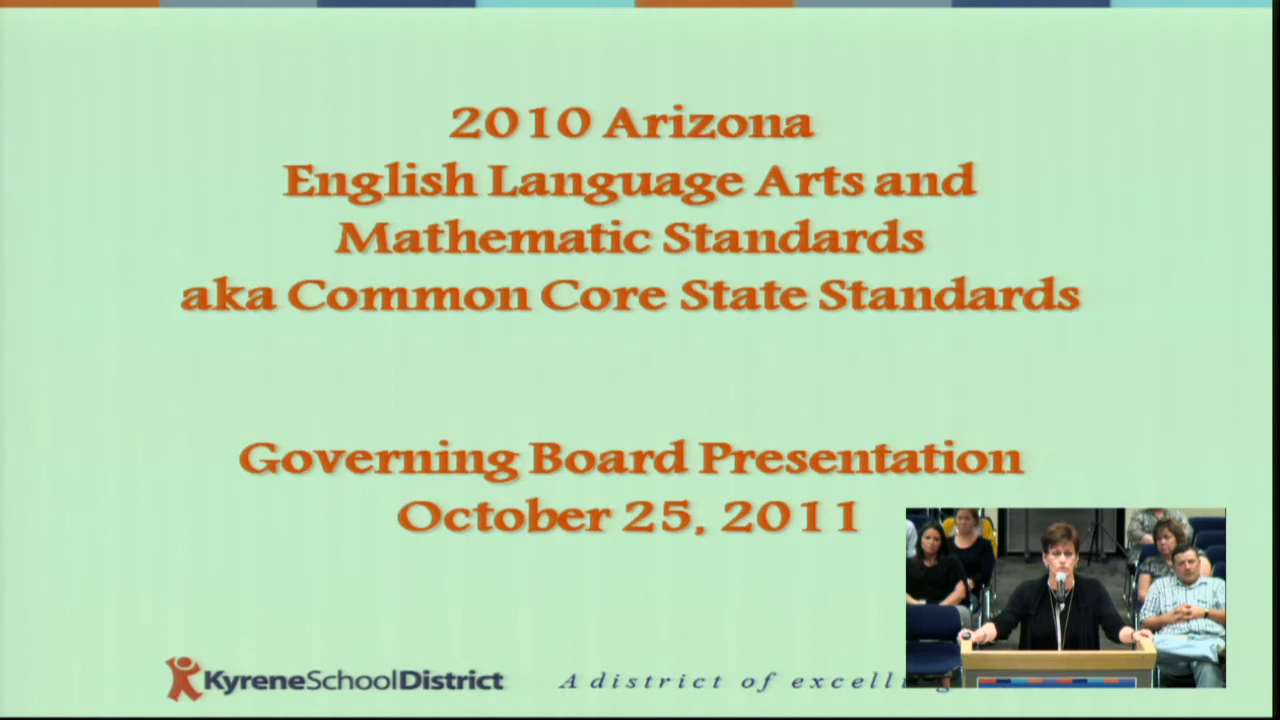 2010 Arizona
English Language Arts and
Mathematic Standards
aka Common Core State Standards
Governing Board Presentation
October 25, 2011
KyreneSchoolDistrict
A district of